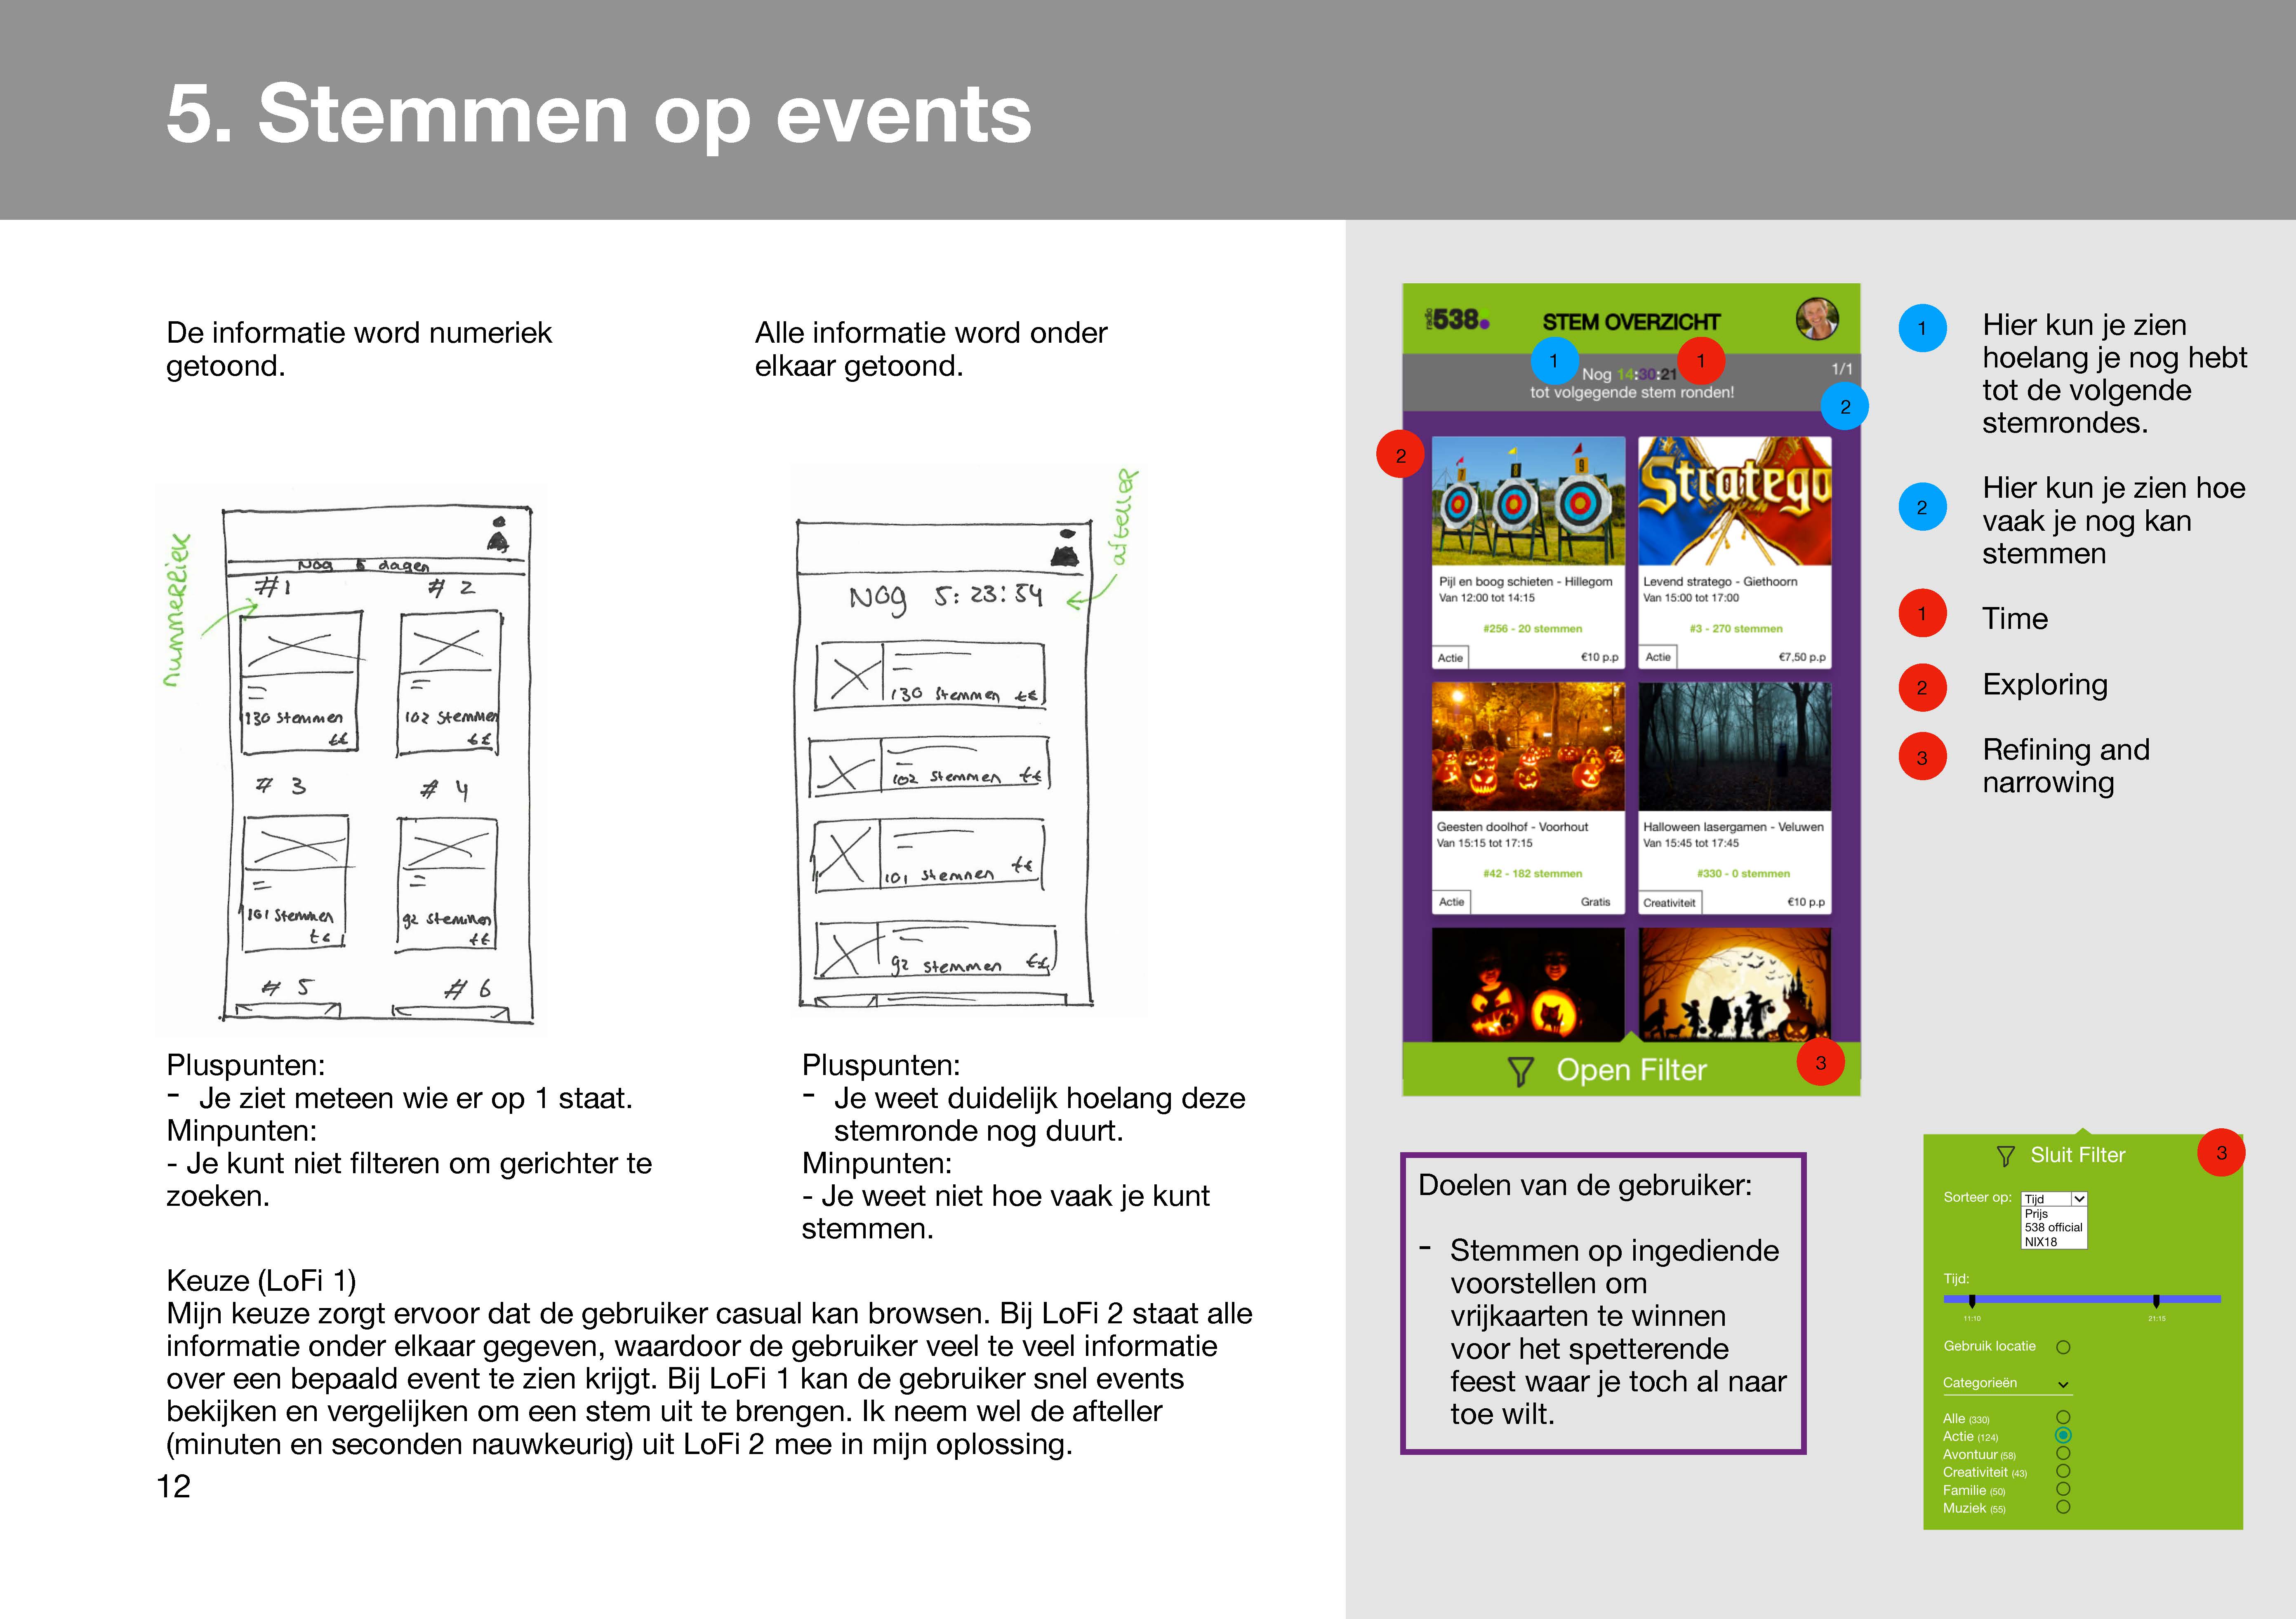 5. Stemmen op events
De informatie word numeriek
getoond.
nummeriek
Nog 5 dagen
#1 # 2
130 stemmen 102 stemmen
€€ €€
# 3 # 4
101 stemmen 92 stemmen
€€ €€
# 5 # 6
Pluspunten:
- Je ziet meteen wie er op 1 staat.
Minpunten:
- Je kunt niet filteren om gerichter te
zoeken.
Alle informatie word onder
elkaar getoond.
afteller
Nog 5:23:54
130 stemmen €€
102 stemmen €€
101 stemmen €€
92 stemmen €€
Pluspunten:
- Je weet duidelijk hoelang deze
stemronde nog duurt.
Minpunten:
- Je weet niet hoe vaak je kunt
stemmen.
Keuze (LoFi 1)
Mijn keuze zorgt ervoor dat de gebruiker casual kan browsen. Bij LoFi 2 staat alle
informatie onder elkaar gegeven, waardoor de gebruiker veel te veel informatie
over een bepaald event te zien krijgt. Bij LoFi 1 kan de gebruiker snel events
bekijken en vergelijken om een stem uit te brengen. Ik neem wel de afteller
(minuten en seconden nauwkeurig) uit LoFi 2 mee in mijn oplossing.
12
radio 538 STEM OVERZICHT
1 1
Nog 14:30:21 1/1
tot volgegende stem ronden!
2
2
7 8 9
Stratego
Pijl en boog schieten - Hillegom
Van 12:00 tot 14:15
#256 - 20 stemmen
Actie €10 p.p
Levend stratego - Giethoorn
Van 15:00 tot 17:00
#3 - 270 stemmen
Actie €7,50 p.p
Geesten doolhof - Voorhout
Van 15:15 tot 17:15
#42 - 182 stemmen
Actie Gratis
Halloween lasergamen - Veluwen
Van 15:45 tot 17:45
#330 - 0 stemmen
Creativiteit €10 p.p
Open Filter 3
1 Hier kun je zien
hoelang je nog hebt
tot de volgende
stemrondes.
2 Hier kun je zien hoe
vaak je nog kan
stemmen
1 Time
2 Exploring
3 Refining and
narrowing
Doelen van de gebruiker:
- Stemmen op ingediende
voorstellen om
vrijkaarten te winnen
voor het spetterende
feest waar je toch al naar
toe wilt.
Sluit Filter 3
Sorteer op: Tijd
Prijs
538 official
NIX18
Tijd:
11:10 21:15
Gebruik locatie
Categorieën
Alle (330)
Actie (124)
Avontuur (58)
Creativiteit (43)
Familie (50)
Muziek (55)